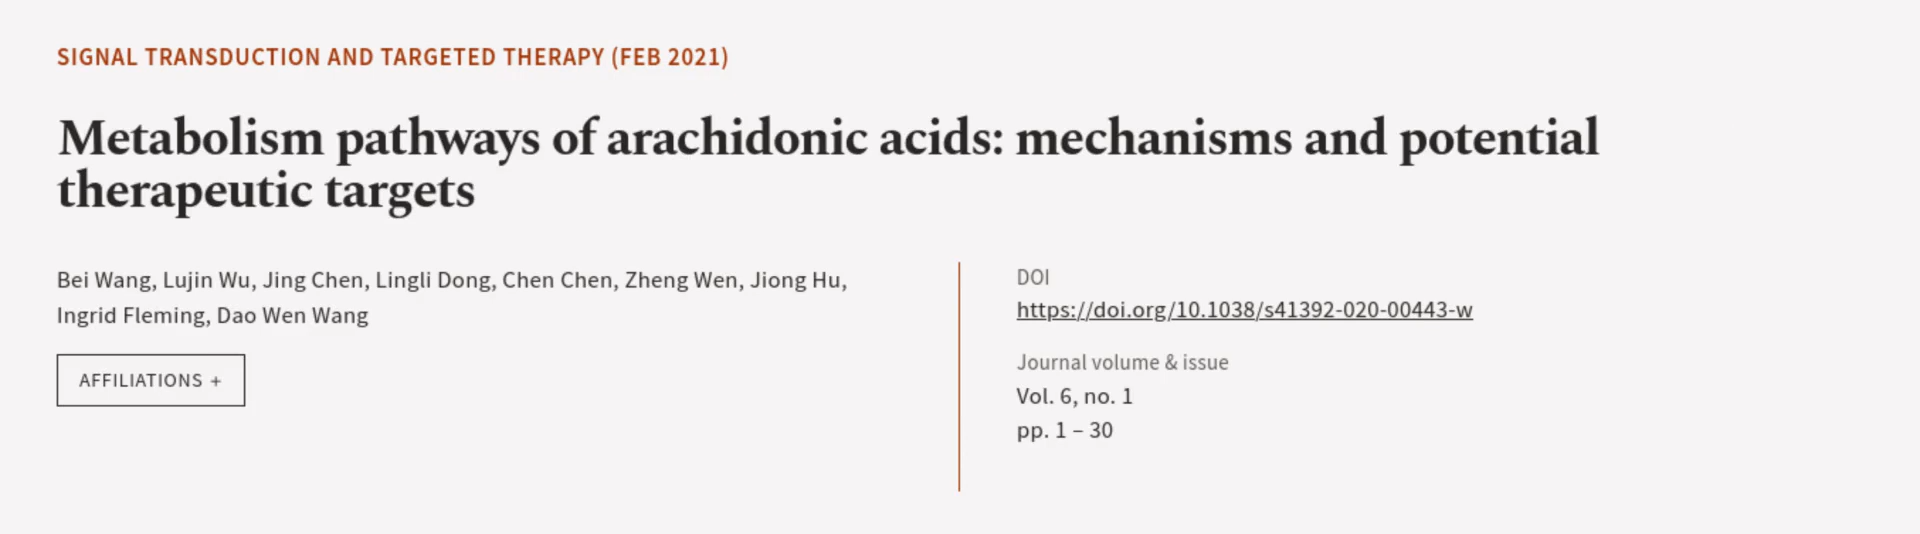 SIGNAL TRANSDUCTION AND TARGETED THERAPY (FEB 2021)
Metabolism pathways of arachidonic acids: mechanisms and potential
therapeutic targets
Bei Wang, Lujin Wu, Jing Chen, Lingli Dong, Chen Chen, Zheng Wen, Jiong Hu,
Ingrid Fleming, Dao Wen Wang
AFFILIATIONS +
DOI
https://doi.org/10.1038/s41392-020-00443-w
Journal volume & issue
Vol. 6, no. 1
pp. 1 – 30